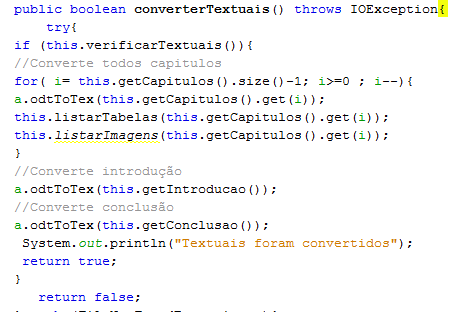 public boolean converterTextuais() throws IOException{
try{
if (this.verificarTextuais()){
//Converte todos capitulos
for( i= this.getCapitulos().size()-1; i>=0 ; i--){
a.odtToTex(this.getCapitulos().get(i));
this.listarTabelas(this.getCapitulos().get(i));
this.listarImagens(this.getCapitulos().get(i));
}
//Converte introdução
a.odtToTex(this.getIntroducao());
//Converte conclusão
a.odtToTex(this.getConclusao());
System.out.println("Textuais foram convertidos");
return true;
}
return false;